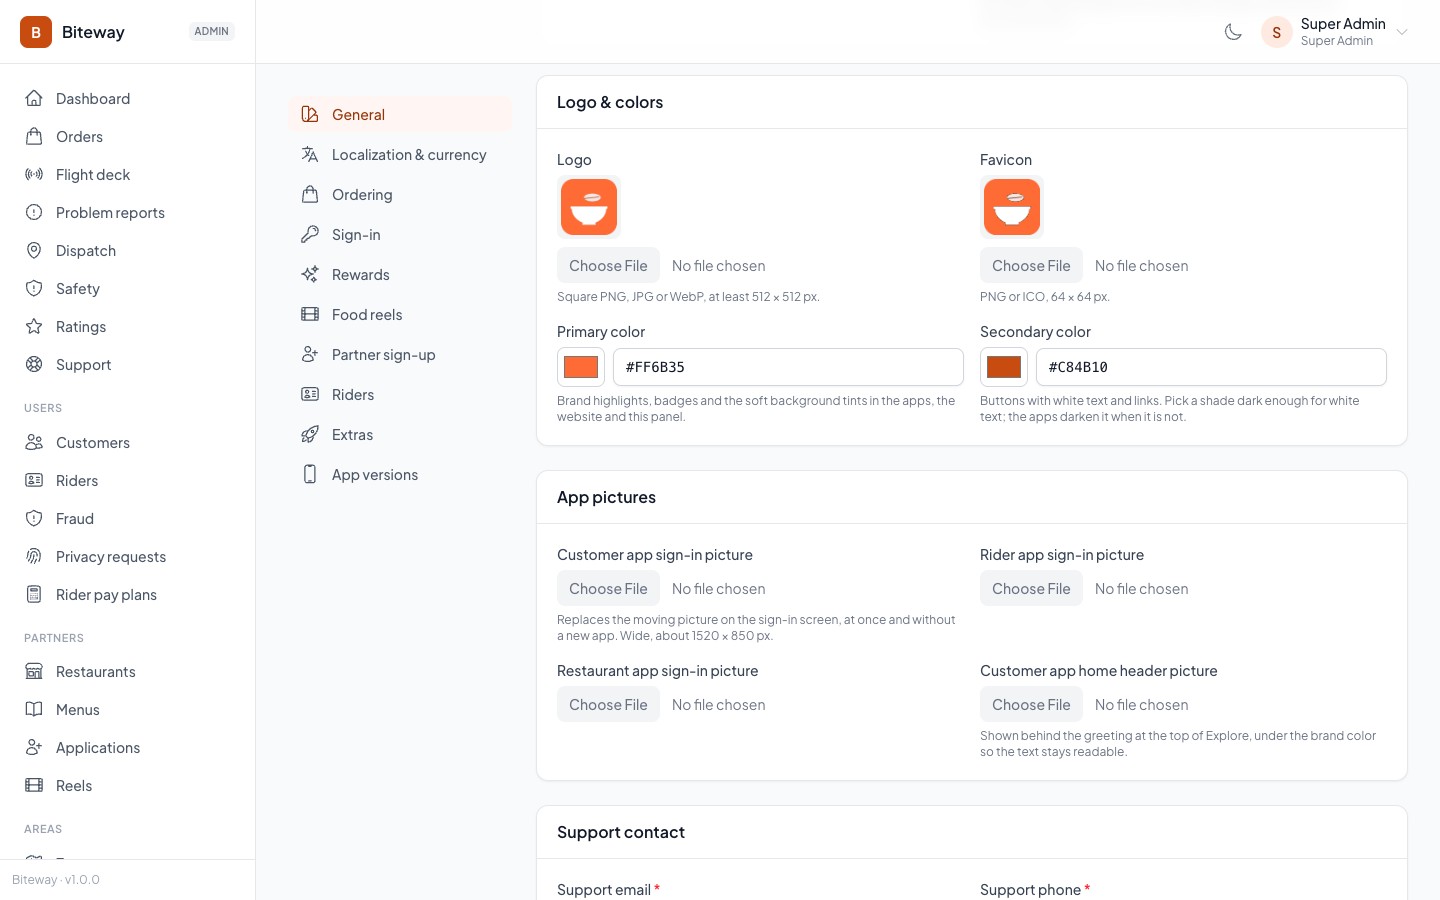 B Biteway ADMIN
S Super Admin
Super Admin
Dashboard
Orders
Flight deck
Problem reports
Dispatch
Safety
Ratings
Support
USERS
Customers
Riders
Fraud
Privacy requests
Rider pay plans
PARTNERS
Restaurants
Menus
Applications
Reels
AREAS
Biteway · v1.0.0
General
Localization & currency
Ordering
Sign-in
Rewards
Food reels
Partner sign-up
Riders
Extras
App versions
Logo & colors
Logo
Choose File No file chosen
Square PNG, JPG or WebP, at least 512 × 512 px.
Favicon
Choose File No file chosen
PNG or ICO, 64 × 64 px.
Primary color
#FF6B35
Brand highlights, badges and the soft background tints in the apps, the
website and this panel.
Secondary color
#C84B10
Buttons with white text and links. Pick a shade dark enough for white
text; the apps darken it when it is not.
App pictures
Customer app sign-in picture
Choose File No file chosen
Replaces the moving picture on the sign-in screen, at once and without
a new app. Wide, about 1520 × 850 px.
Rider app sign-in picture
Choose File No file chosen
Restaurant app sign-in picture
Choose File No file chosen
Customer app home header picture
Choose File No file chosen
Shown behind the greeting at the top of Explore, under the brand color
so the text stays readable.
Support contact
Support email *
Support phone *